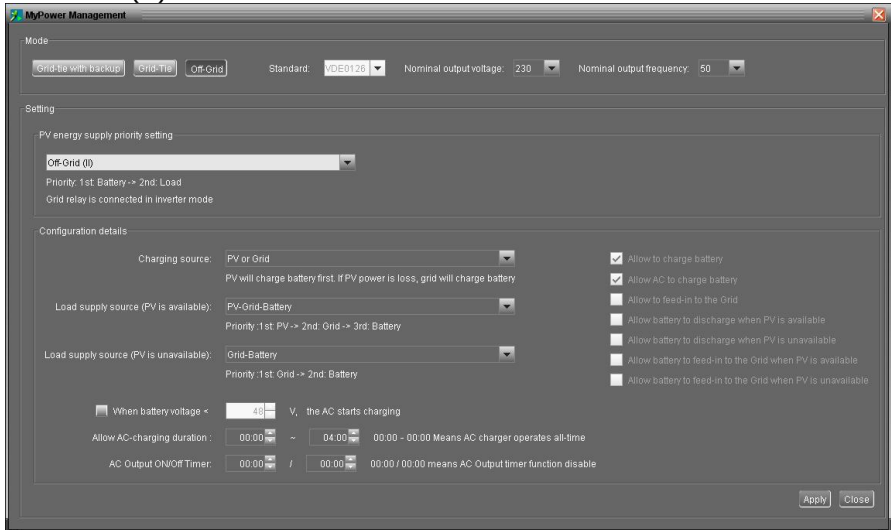 MyPower Management
Mode
Grid-tie with backup Grid-Tie Off-Grid Standard: VDE0126 Nominal output voltage: 230 Nominal output frequency: 50
Setting
PV energy supply priority setting
Off-Grid (II)
Priority: 1st: Battery -> 2nd: Load
Grid relay is connected in inverter mode
Configuration details
Charging source: PV or Grid
PV will charge battery first. If PV power is loss, grid will charge battery
Load supply source (PV is available): PV-Grid-Battery
Priority :1st: PV-> 2nd: Grid -> 3rd: Battery
Load supply source (PV is unavailable): Grid-Battery
Priority :1st: Grid -> 2nd: Battery
Allow to charge battery
Allow AC to charge battery
Allow to feed-in to the Grid
Allow battery to discharge when PV is available
Allow battery to discharge when PV is unavailable
Allow battery to feed-in to the Grid when PV is available
Allow battery to feed-in to the Grid when PV is unavailable
When battery voltage < 48 V, the AC starts charging
Allow AC-charging duration : 00:00 ~ 04:00 00:00 - 00:00 Means AC charger operates all-time
AC Output ON/Off Timer: 00:00 / 00:00 00:00 / 00:00 means AC Output timer function disable
Apply Close